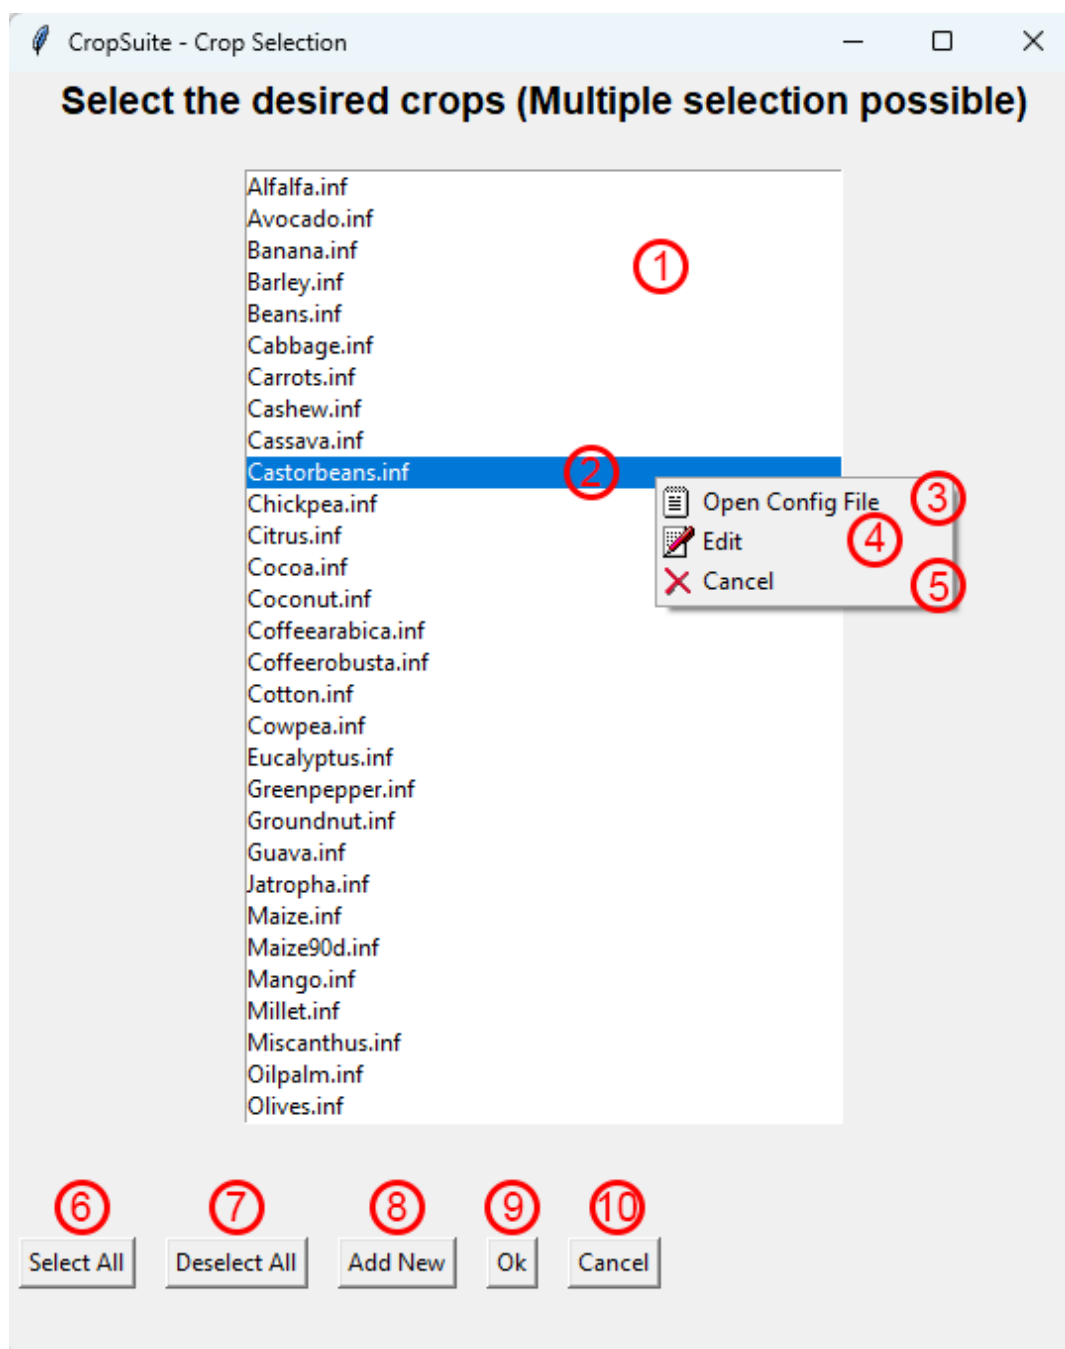 CropSuite - Crop Selection
Select the desired crops (Multiple selection possible)
Alfalfa.inf
Avocado.inf
Banana.inf
1
Barley.inf
Beans.inf
Cabbage.inf
Carrots.inf
Cashew.inf
Cassava.inf
Castorbeans.inf 2
Chickpea.inf
Open Config File 3
Citrus.inf
Edit 4
Cocoa.inf
Cancel 5
Coconut.inf
Coffeearabica.inf
Coffeerobusta.inf
Cotton.inf
Cowpea.inf
Eucalyptus.inf
Greenpepper.inf
Groundnut.inf
Guava.inf
Jatropha.inf
Maize.inf
Maize90d.inf
Mango.inf
Millet.inf
Miscanthus.inf
Oilpalm.inf
Olives.inf
6 7 8 9 10
Select All Deselect All Add New Ok Cancel